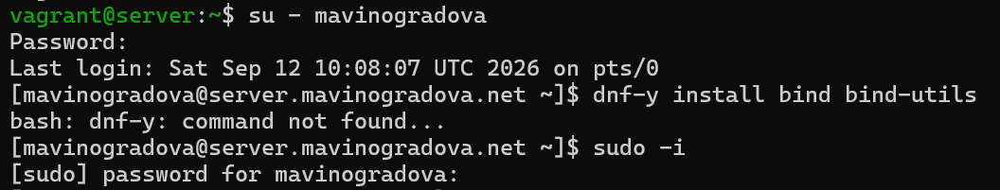 vagrant@server:~$ su - mavinogradova
Password:
Last login: Sat Sep 12 10:08:07 UTC 2026 on pts/0
[mavinogradova@server.mavinogradova.net ~]$ dnf-y install bind bind-utils
bash: dnf-y: command not found...
[mavinogradova@server.mavinogradova.net ~]$ sudo -i
[sudo] password for mavinogradova: